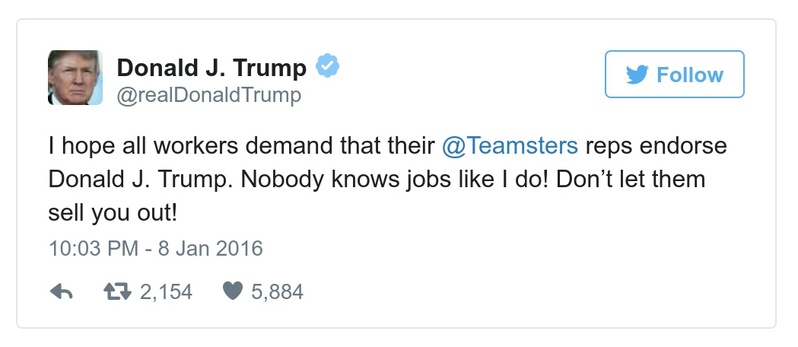 Donald J. Trump
@realDonaldTrump
Follow
I hope all workers demand that their @Teamsters reps endorse
Donald J. Trump. Nobody knows jobs like I do! Don’t let them
sell you out!
10:03 PM - 8 Jan 2016
2,154 5,884